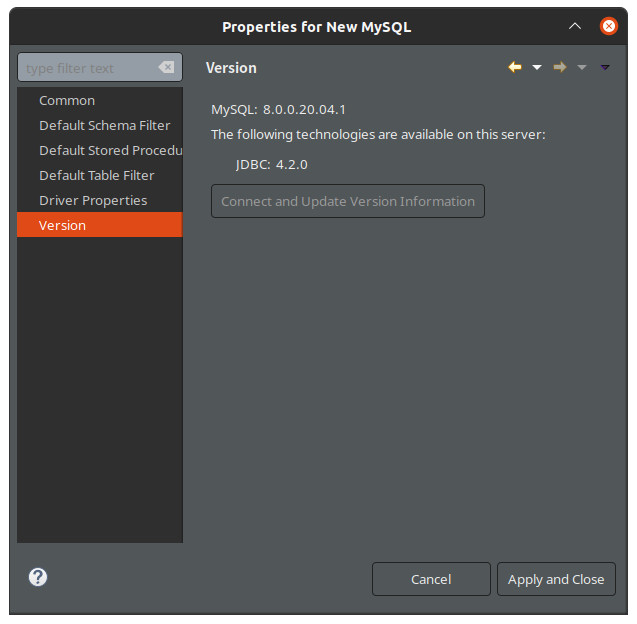 Properties for New MySQL
type filter text
Common
Default Schema Filter
Default Stored Procedu
Default Table Filter
Driver Properties
Version
Version
MySQL: 8.0.0.20.04.1
The following technologies are available on this server:
JDBC: 4.2.0
Connect and Update Version Information
?
Cancel
Apply and Close